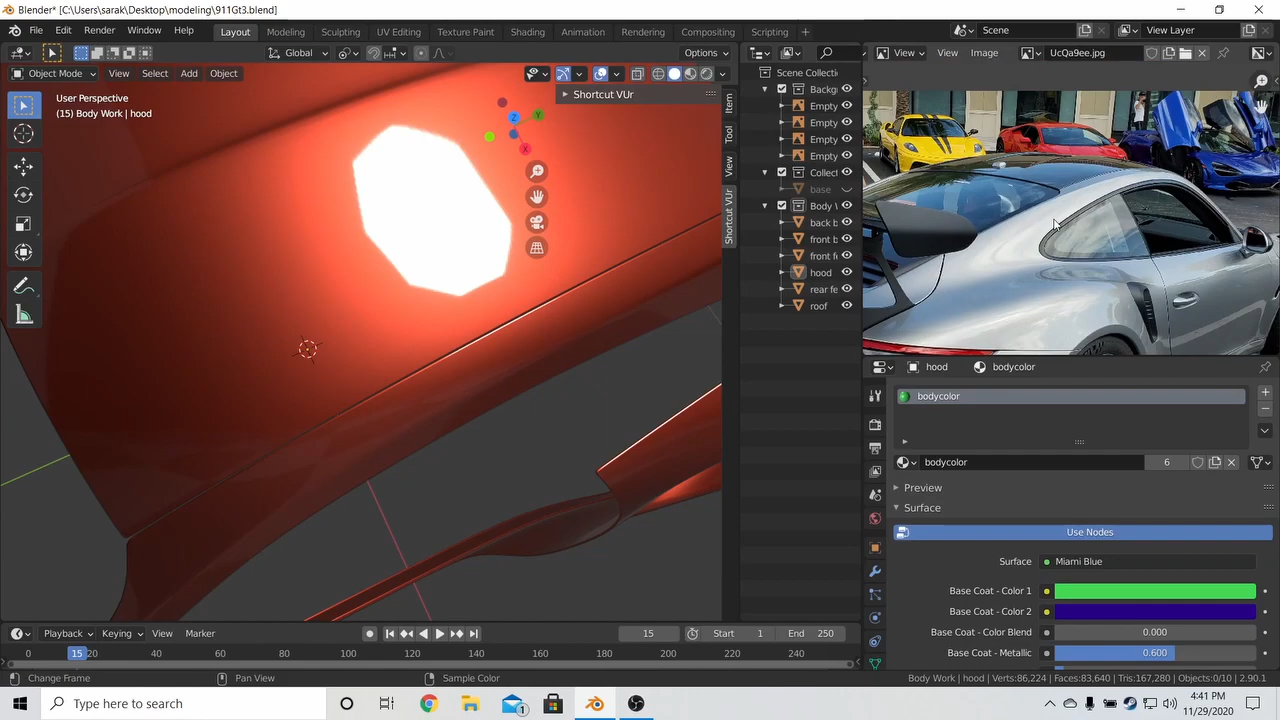 Blender* [C:\Users\sarak\Desktop\modeling\911Gt3.blend]
File Edit Render Window Help Layout Modeling Sculpting UV Editing Texture Paint Shading Animation Rendering Compositing Scripting Scene View Layer
Global Options View View Image UcQa9ee.jpg
Object Mode View Select Add Object
User Perspective
(15) Body Work | hood
Shortcut VUr
Z Y X
Item
Tool
View
Shortcut VUr
Scene Collecti
Backg
Empty
Empty
Empty
Empty
Collect
base
Body V
back b
front b
front fe
hood
rear fe
roof
hood bodycolor
bodycolor
bodycolor 6
Preview
Surface
Use Nodes
Surface Miami Blue
Base Coat - Color 1
Base Coat - Color 2
Base Coat - Color Blend 0.000
Base Coat - Metallic 0.600
Playback Keying View Marker 15 Start 1 End 250
0 15 20 40 60 80 100 120 140 160 180 200 220 240
Change Frame Pan View Sample Color Body Work | hood | Verts:86,224 | Faces:83,640 | Tris:167,280 | Objects:0/10 | 2.90.1
Type here to search 1 4:41 PM
11/29/2020